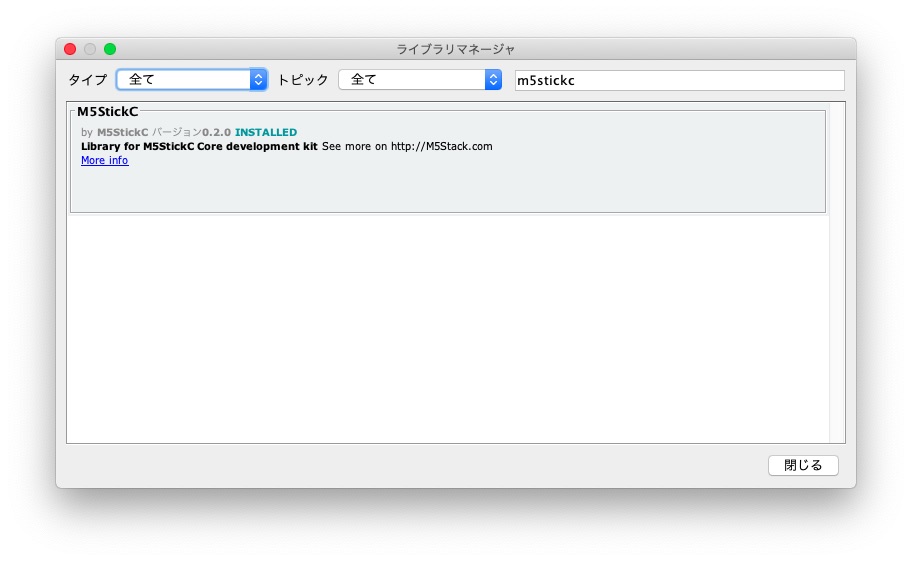 ライブラリマネージャ
タイプ 全て トピック 全て m5stickc
M5StickC
by M5StickC バージョン0.2.0 INSTALLED
Library for M5StickC Core development kit See more on http://M5Stack.com
More info
閉じる